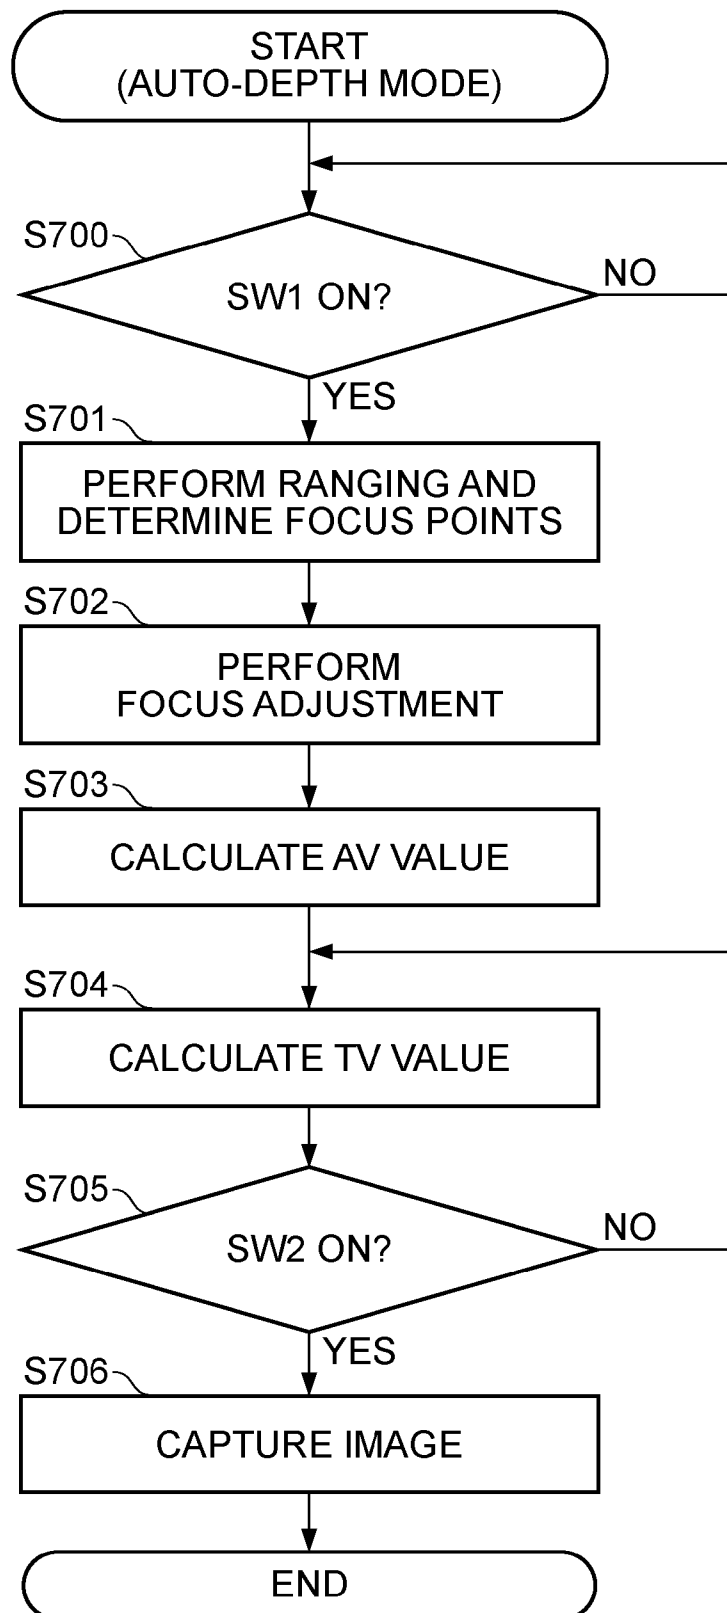 START
(AUTO-DEPTH MODE)
S700
SW1 ON?
NO
YES
S701
PERFORM RANGING AND
DETERMINE FOCUS POINTS
S702
PERFORM
FOCUS ADJUSTMENT
S703
CALCULATE AV VALUE
S704
CALCULATE TV VALUE
S705
SW2 ON?
NO
YES
S706
CAPTURE IMAGE
END